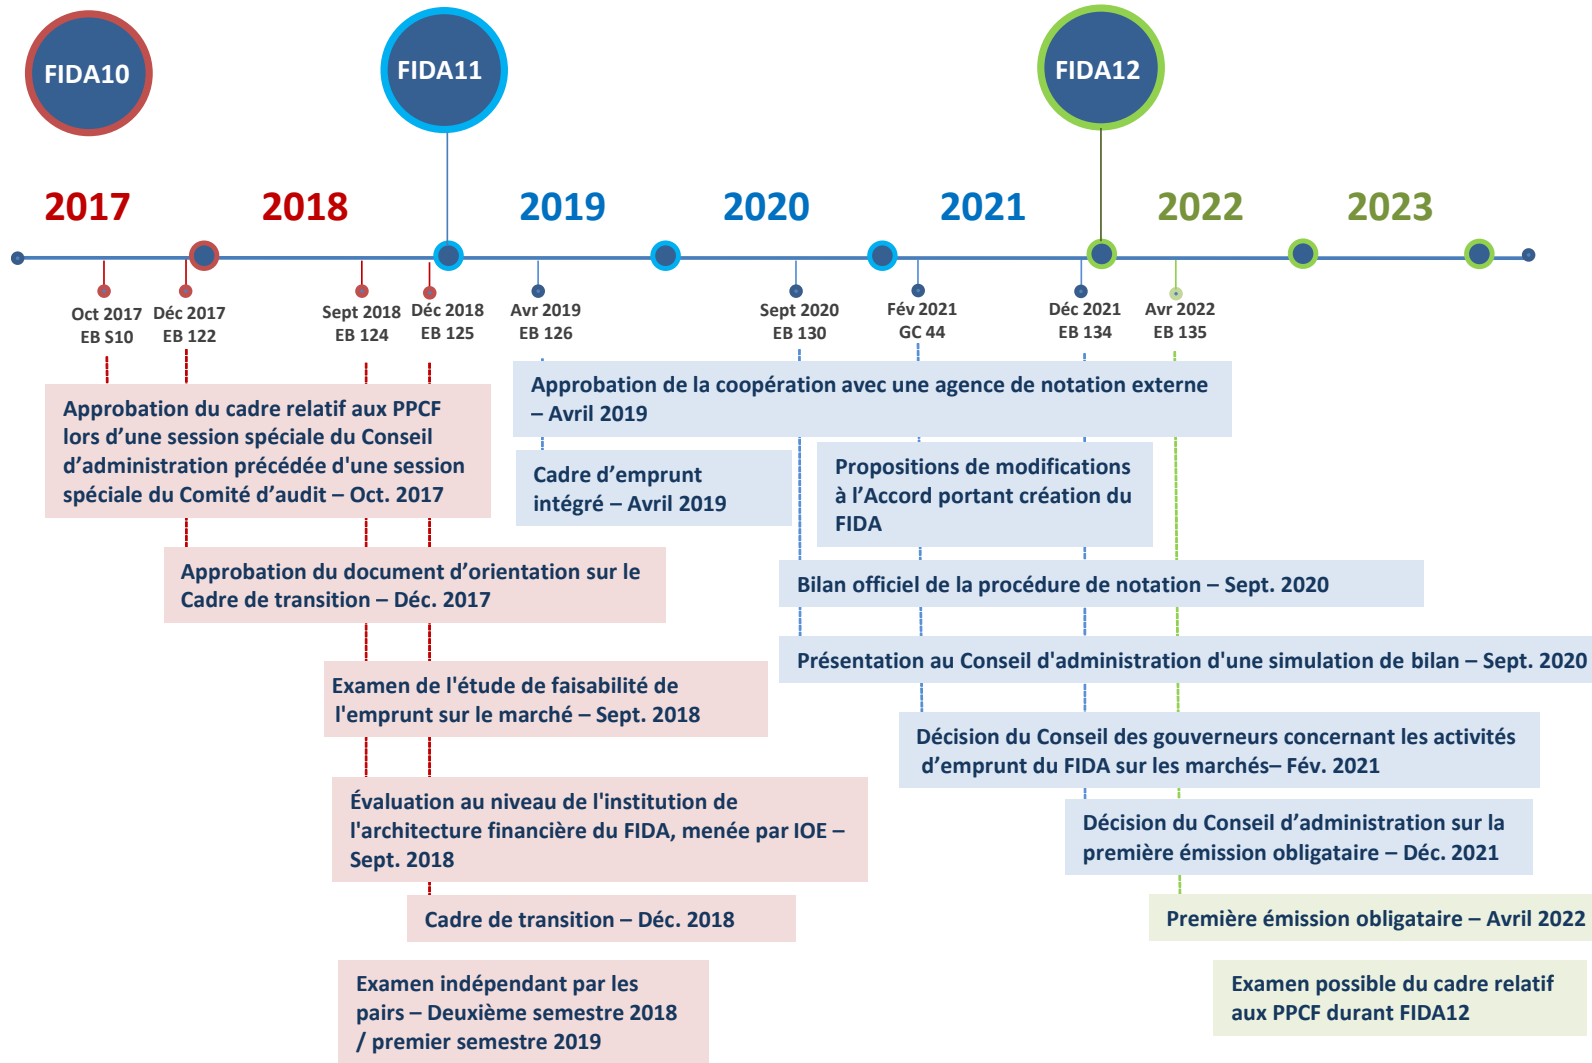 FIDA10
FIDA11
FIDA12
2017
2018
2019
2020
2021
2022
2023
Oct 2017
EB S10
Déc 2017
EB 122
Sept 2018
EB 124
Déc 2018
EB 125
Avr 2019
EB 126
Sept 2020
EB 130
Fév 2021
GC 44
Déc 2021
EB 134
Avr 2022
EB 135
Approbation du cadre relatif aux PPCF
lors d’une session spéciale du Conseil
d’administration précédée d'une session
spéciale du Comité d’audit – Oct. 2017
Approbation de la coopération avec une agence de notation externe
– Avril 2019
Cadre d’emprunt
intégré – Avril 2019
Propositions de modifications
à l’Accord portant création du
FIDA
Approbation du document d’orientation sur le
Cadre de transition – Déc. 2017
Bilan officiel de la procédure de notation – Sept. 2020
Présentation au Conseil d'administration d'une simulation de bilan – Sept. 2020
Examen de l'étude de faisabilité de
l'emprunt sur le marché – Sept. 2018
Décision du Conseil des gouverneurs concernant les activités
d’emprunt du FIDA sur les marchés– Fév. 2021
Évaluation au niveau de l'institution de
l'architecture financière du FIDA, menée par IOE –
Sept. 2018
Décision du Conseil d’administration sur la
première émission obligataire – Déc. 2021
Cadre de transition – Déc. 2018
Première émission obligataire – Avril 2022
Examen indépendant par les
pairs – Deuxième semestre 2018
/ premier semestre 2019
Examen possible du cadre relatif
aux PPCF durant FIDA12